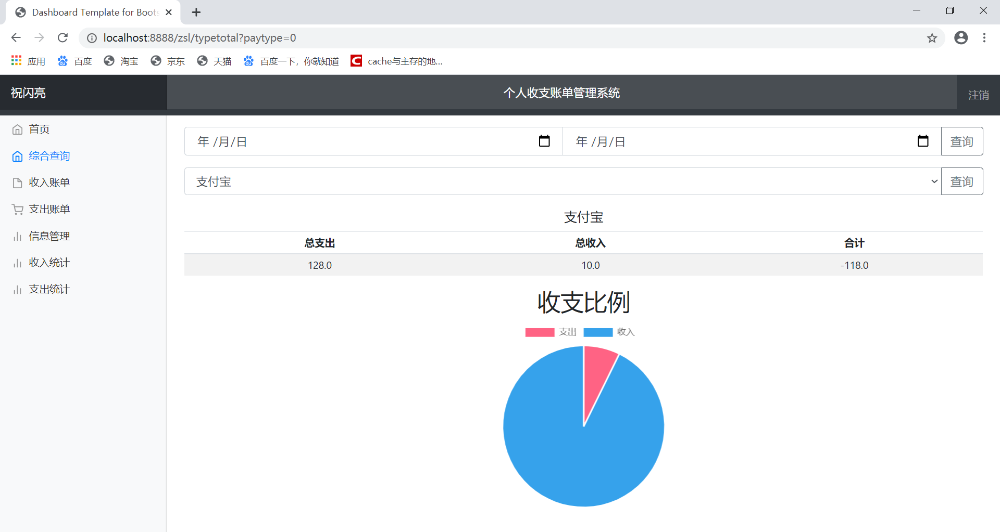 Dashboard Template for Boots
localhost:8888/zsl/typetotal?paytype=0
应用 百度 淘宝 京东 天猫 百度一下，你就知道 cache与主存的地...
祝闪亮 个人收支账单管理系统 注销
首页
综合查询
收入账单
支出账单
信息管理
收入统计
支出统计
年 /月/日 年 /月/日 查询
支付宝 查询
支付宝
总支出 总收入 合计
128.0 10.0 -118.0
收支比例
支出 收入